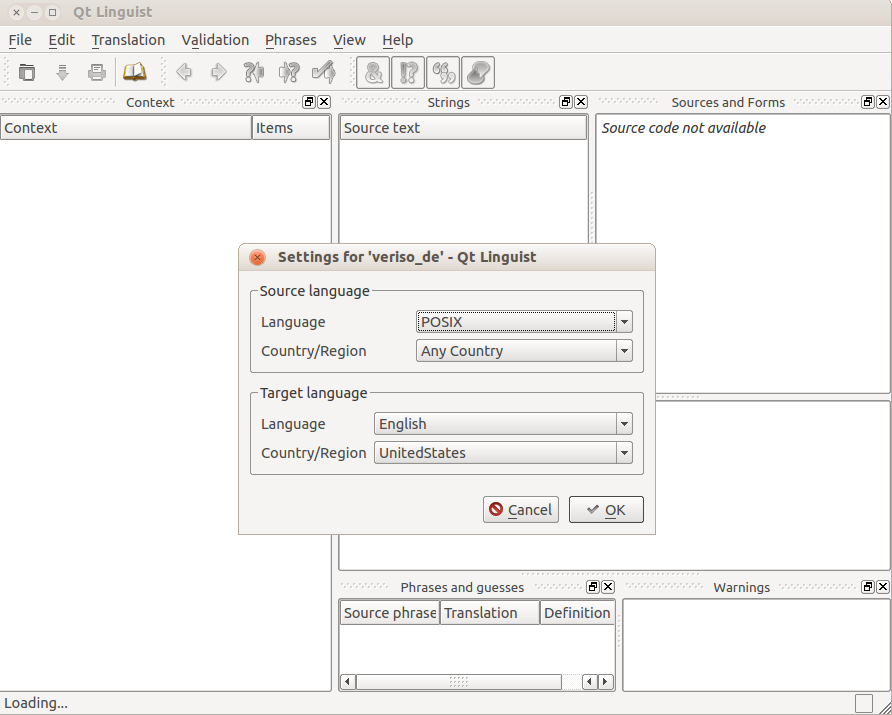 Qt Linguist
File Edit Translation Validation Phrases View Help
Context
Strings
Sources and Forms
Context Items
Source text
Source code not available
Settings for 'veriso_de' - Qt Linguist
Source language
Language POSIX
Country/Region Any Country
Target language
Language English
Country/Region UnitedStates
Cancel OK
Phrases and guesses
Warnings
Source phrase Translation Definition
Loading...